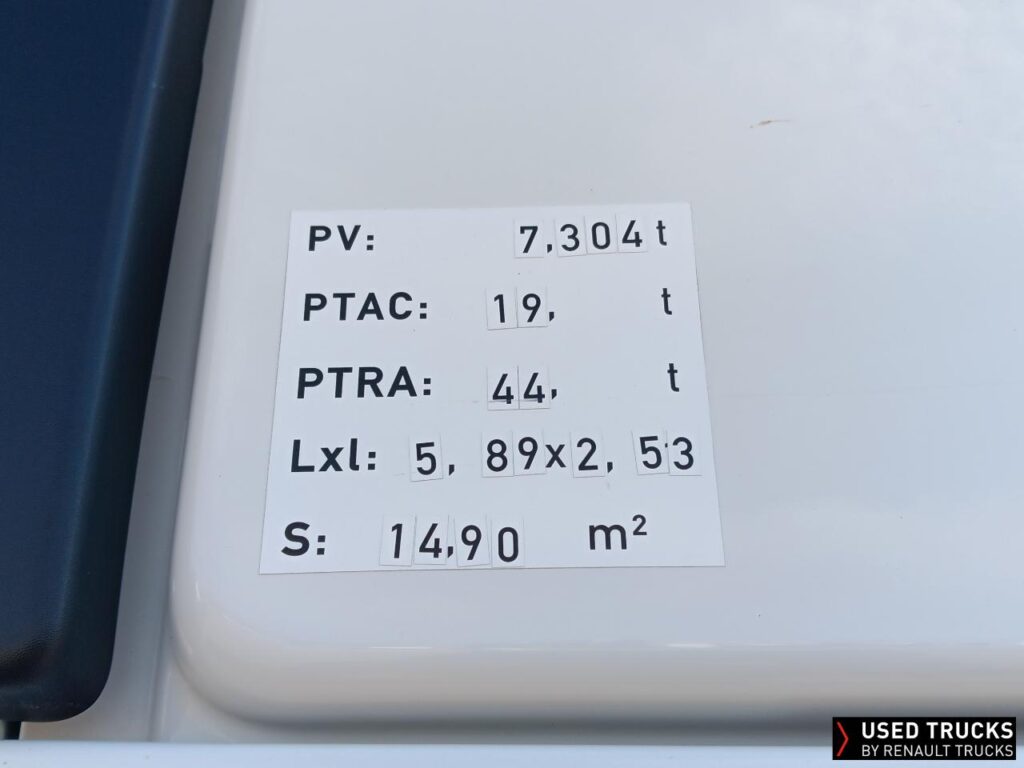 PV: 7,304 t
PTAC: 19, t
PTRA: 44, t
Lxl: 5, 89x2, 53
S: 14,90 m²
USED TRUCKS
BY RENAULT TRUCKS